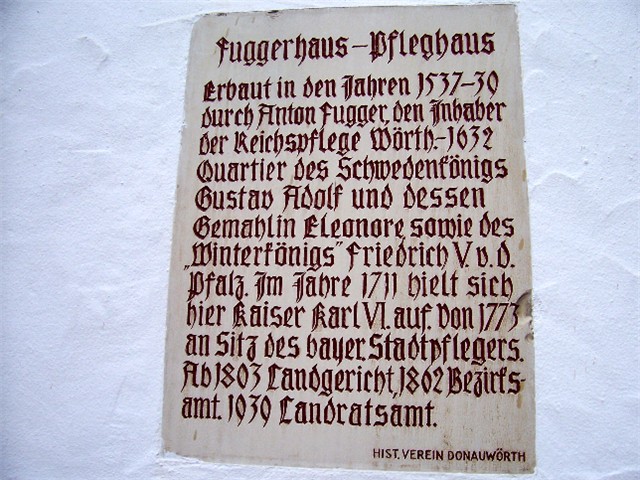 Fuggerhaus – Pfleghaus
Erbaut in den Jahren 1537–39
durch Anton Fugger, den Inhaber
der Reichspflege Wörth.–1632
Quartier des Schwedenkönigs
Gustav Adolf und dessen
Gemahlin Eleonore, sowie des
„Winterkönigs" Friedrich V. v. d.
Pfalz. Im Jahre 1711 hielt sich
hier Kaiser Karl VI. auf. Von 1773
an Sitz des bayer. Stadtpflegers.
Ab 1803 Landgericht, 1862 Bezirks-
amt. 1939 Landratsamt.
HIST. VEREIN DONAUWÖRTH